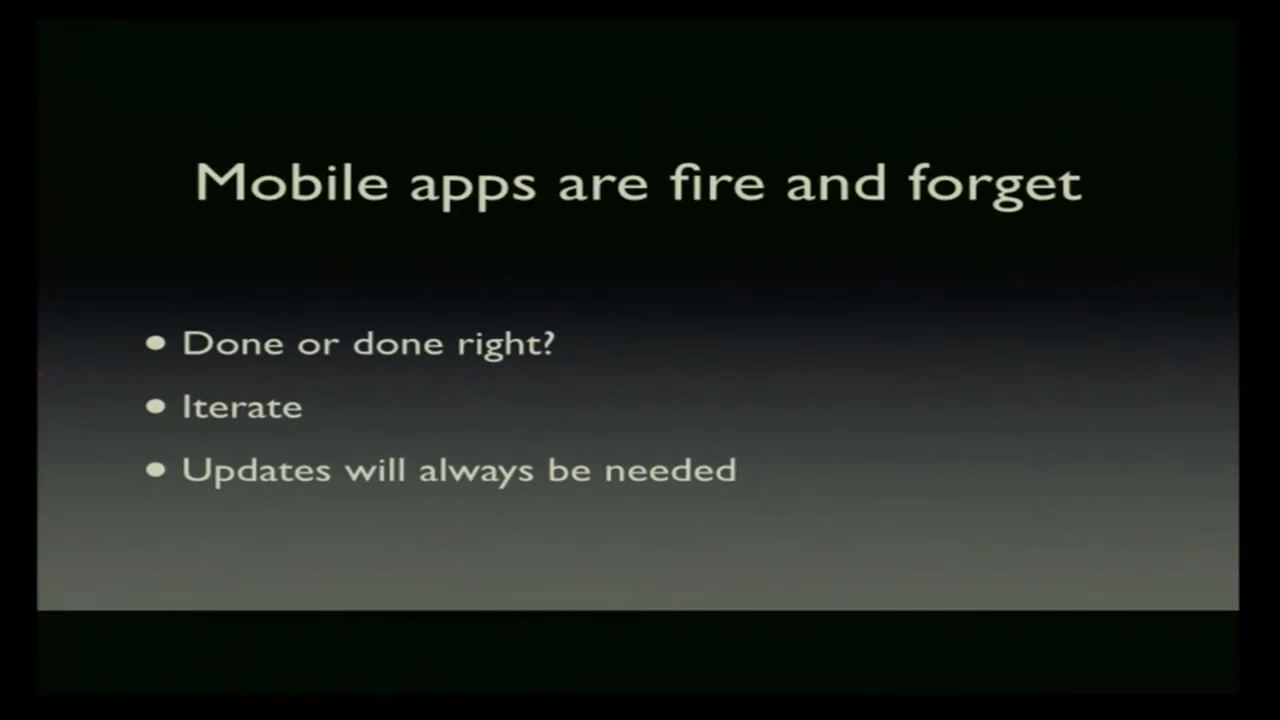 Mobile apps are fire and forget
• Done or done right?
• Iterate
• Updates will always be needed